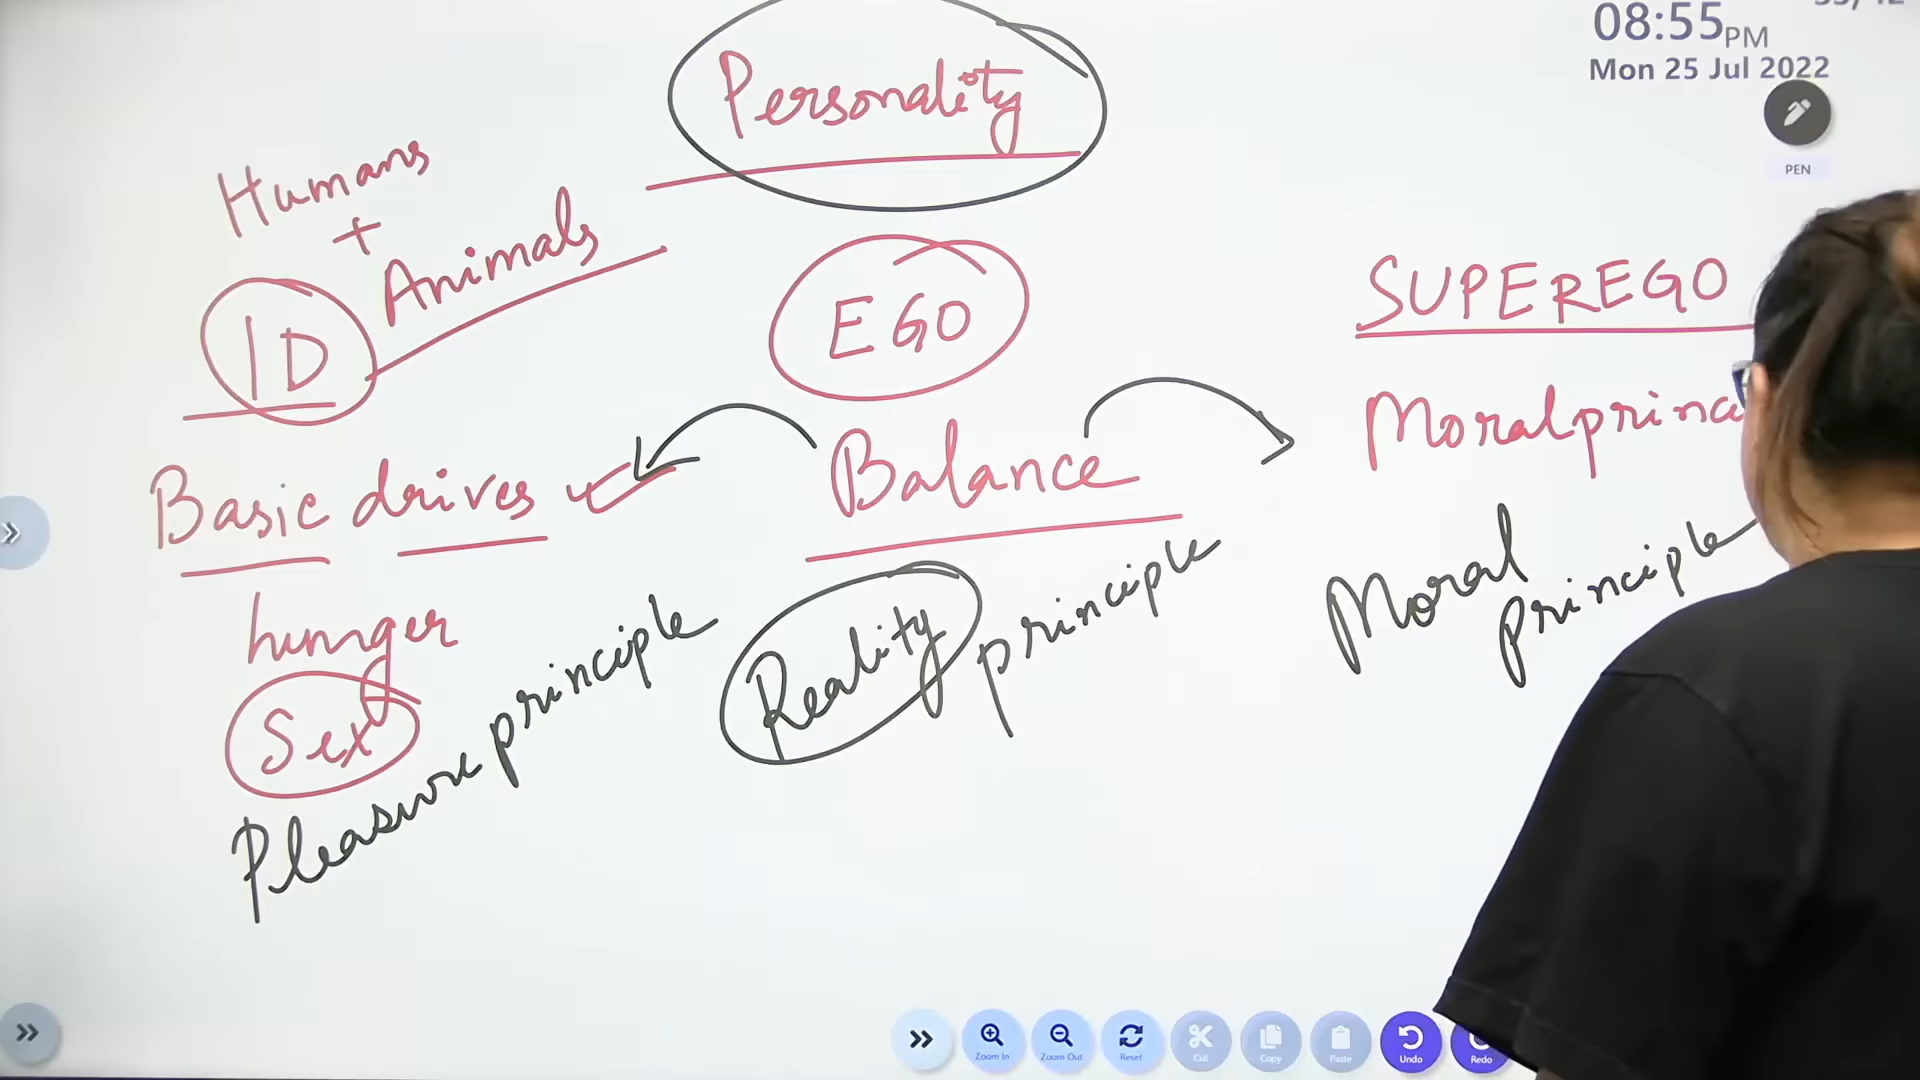 08:55PM
Mon 25 Jul 2022
PEN
Personality
Humans
+
Animals
ID
EGO
SUPEREGO
Basic drives
Balance
Moral princ
hunger
Sex
Pleasure principle
Reality principle
Moral
principle
Zoom In
Zoom Out
Reset
Cut
Copy
Paste
Undo
Redo